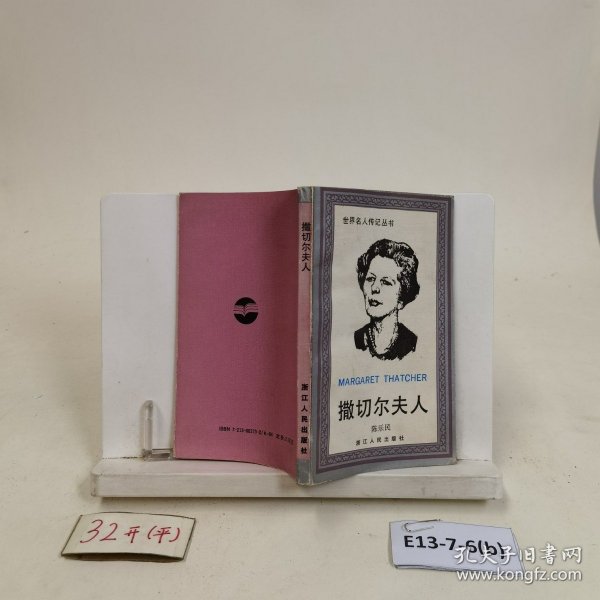 世界名人传记丛书
MARGARET THATCHER
撒切尔夫人
陈乐民
浙江人民出版社
撒切尔夫人
浙江人民出版社
32开(平)
E13-7-6(b)
孔夫子旧书网
www.kongfz.com